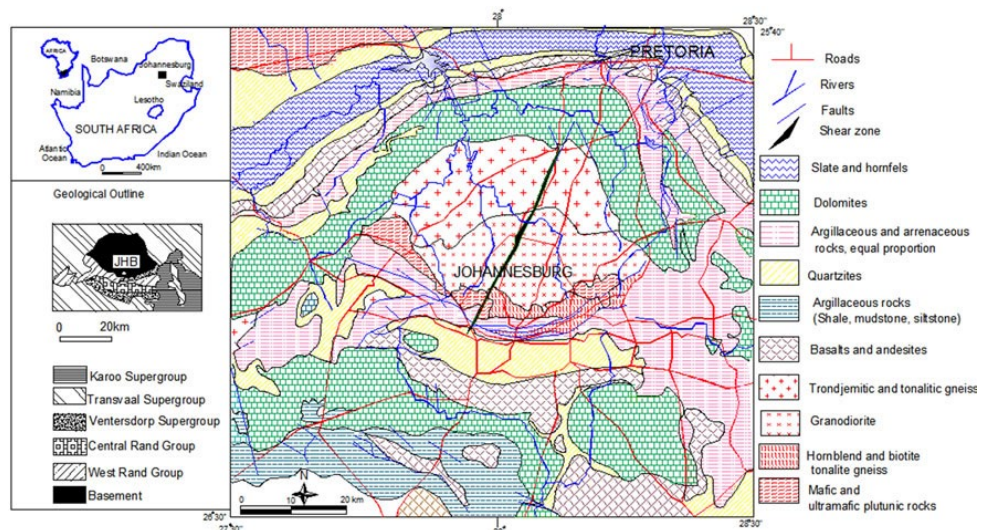 AFRICA
Botswana
Johannesburg
Swaziland
Namibia
Lesotho
SOUTH AFRICA
Atlantic
Ocean
Indian Ocean
0
400km
Geological Outline
JHB
0
20km
Karoo Supergroup
Transvaal Supergroup
Ventersdorp Supergroup
Central Rand Group
West Rand Group
Basement
28
28 30''
25 40''
PRETORIA
JOHANNESBURG
N
0
10
20 km
26 30''
27 30''
28 30''
Roads
Rivers
Faults
Shear zone
Slate and hornfels
Dolomites
Argillaceous and arrenaceous
rocks, equal proportion
Quartzites
Argillaceous rocks
(Shale, mudstone, siltstone)
Basalts and andesites
Trondjemitic and tonalitic gneiss
Granodiorite
Hornblend and biotite
tonalite gneiss
Mafic and
ultramafic plutunic rocks